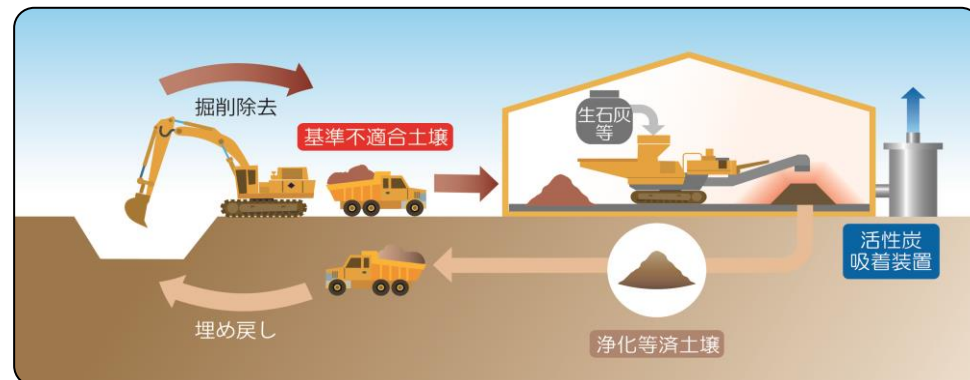 掘削除去
基準不適合土壌
生石灰
等
活性炭
吸着装置
埋め戻し
浄化等済土壌